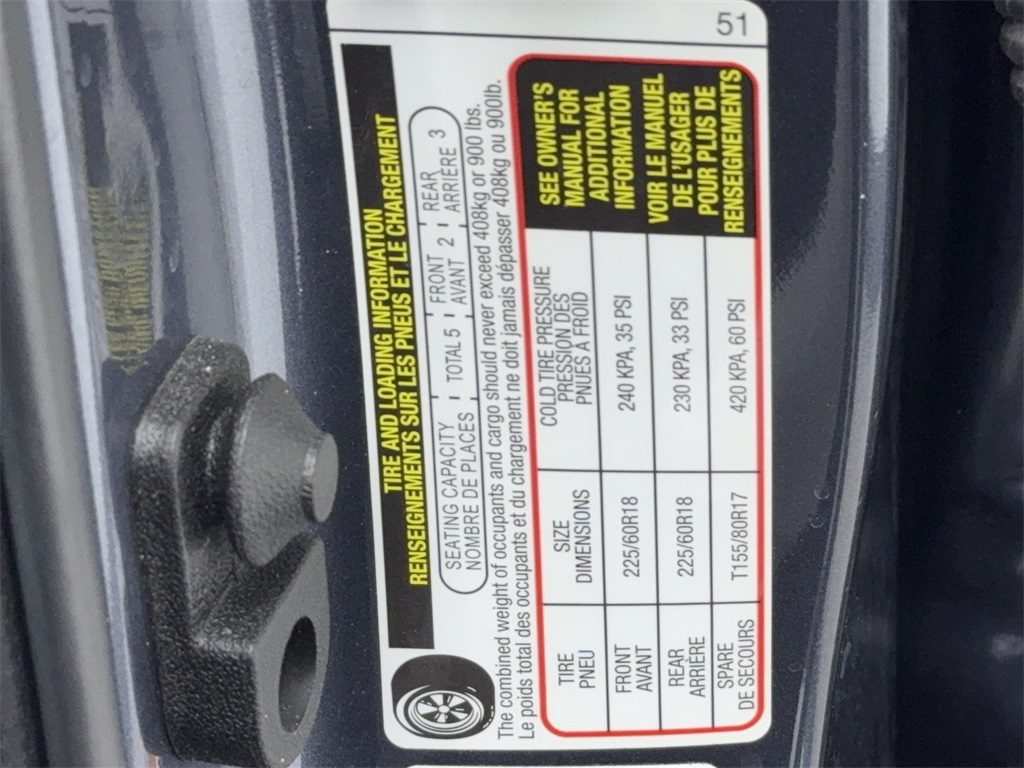 51
TIRE AND LOADING INFORMATION
RENSEIGNEMENTS SUR LES PNEUS ET LE CHARGEMENT
SEATING CAPACITY TOTAL 5 FRONT 2 REAR 3
NOMBRE DE PLACES AVANT ARRIÈRE
The combined weight of occupants and cargo should never exceed 408kg or 900 lbs.
Le poids total des occupants et du chargement ne doit jamais dépasser 408kg ou 900lb.
TIRE
PNEU
SIZE
DIMENSIONS
COLD TIRE PRESSURE
PRESSION DES
PNUES À FROID
FRONT
AVANT
225/60R18
240 KPA, 35 PSI
REAR
ARRIÈRE
225/60R18
230 KPA, 33 PSI
SPARE
DE SECOURS
T155/80R17
420 KPA, 60 PSI
SEE OWNER'S
MANUAL FOR
ADDITIONAL
INFORMATION
VOIR LE MANUEL
DE L'USAGER
POUR PLUS DE
RENSEIGNEMENTS